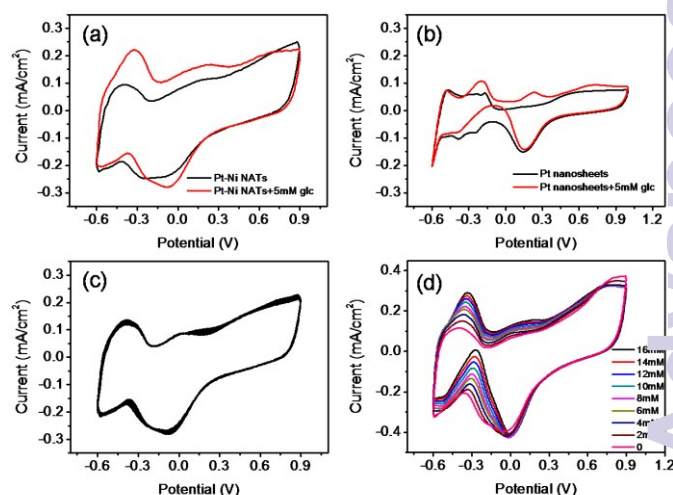 (a)
Current (mA/cm²)
0.3
0.2
0.1
0.0
-0.1
-0.2
-0.3
Pt-Ni NATs
Pt-Ni NATs+5mM glc
-0.6 -0.3 0.0 0.3 0.6 0.9
Potential (V)
(b)
Current (mA/cm²)
0.3
0.2
0.1
0.0
-0.1
-0.2
-0.3
Pt nanosheets
Pt nanosheets+5mM glc
-0.6 -0.3 0.0 0.3 0.6 0.9 1.2
Potential (V)
(c)
Current (mA/cm²)
0.3
0.2
0.1
0.0
-0.1
-0.2
-0.3
-0.6 -0.3 0.0 0.3 0.6 0.9
Potential (V)
(d)
Current (mA/cm²)
0.4
0.2
0.0
-0.2
-0.4
16mM
14mM
12mM
10mM
8mM
6mM
4mM
2mM
0
-0.6 -0.3 0.0 0.3 0.6 0.9 1.2
Potential (V)